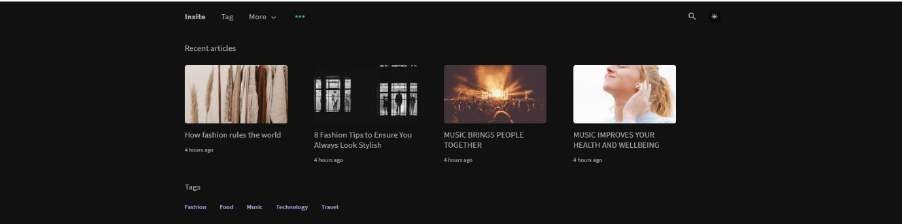 Insite Tag More
Recent articles
How fashion rules the world
4 hours ago
8 Fashion Tips to Ensure You
Always Look Stylish
4 hours ago
MUSIC BRINGS PEOPLE
TOGETHER
4 hours ago
MUSIC IMPROVES YOUR
HEALTH AND WELLBEING
4 hours ago
Tags
Fashion Food Music Technology Travel